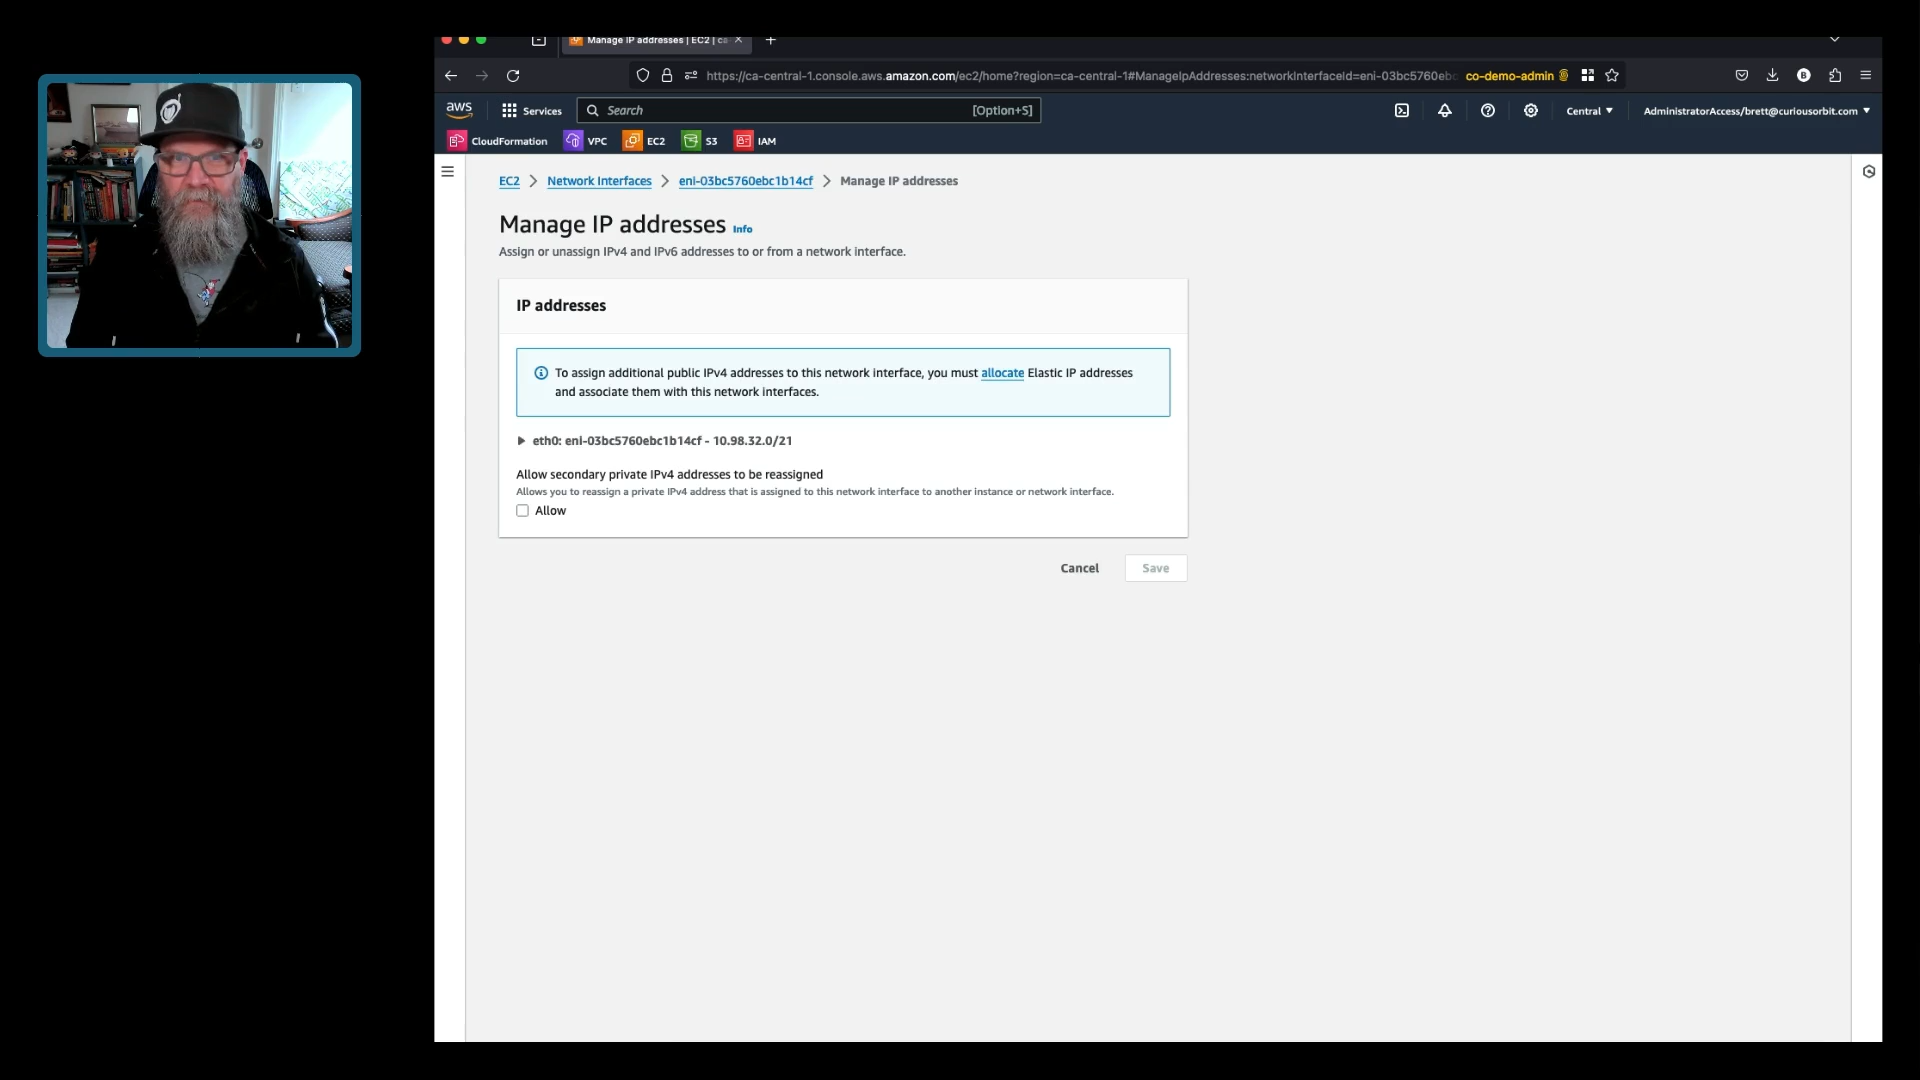 Manage IP addresses | EC2 | ca
https://ca-central-1.console.aws.amazon.com/ec2/home?region=ca-central-1#ManageIpAddresses:networkInterfaceId=eni-03bc5760ebc
co-demo-admin
B
aws
Services
Search
[Option+S]
Central
AdministratorAccess/brett@curiousorbit.com
CloudFormation
VPC
EC2
S3
IAM
EC2 > Network Interfaces > eni-03bc5760ebc1b14cf > Manage IP addresses
Manage IP addresses Info
Assign or unassign IPv4 and IPv6 addresses to or from a network interface.
IP addresses
To assign additional public IPv4 addresses to this network interface, you must allocate Elastic IP addresses
and associate them with this network interfaces.
eth0: eni-03bc5760ebc1b14cf - 10.98.32.0/21
Allow secondary private IPv4 addresses to be reassigned
Allows you to reassign a private IPv4 address that is assigned to this network interface to another instance or network interface.
Allow
Cancel
Save